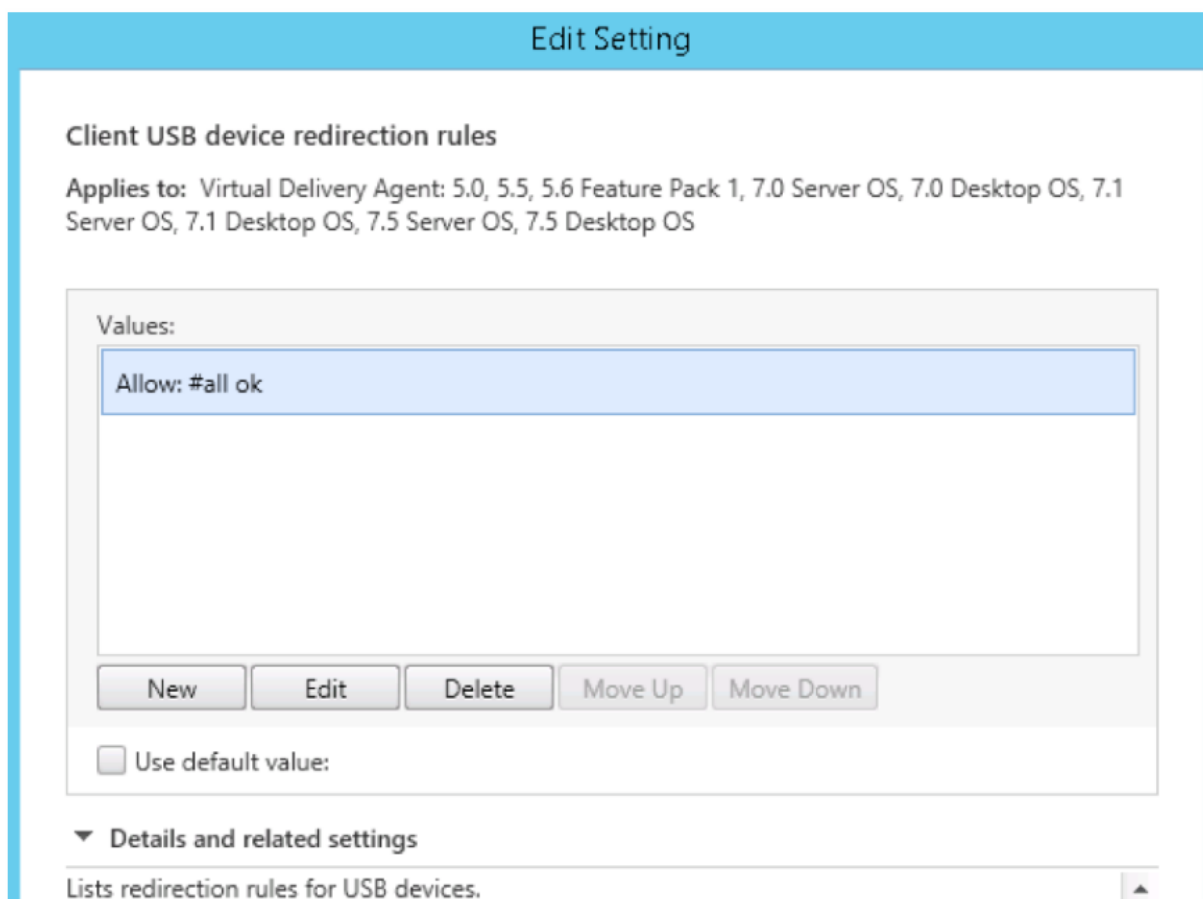 Edit Setting
Client USB device redirection rules
Applies to: Virtual Delivery Agent: 5.0, 5.5, 5.6 Feature Pack 1, 7.0 Server OS, 7.0 Desktop OS, 7.1
Server OS, 7.1 Desktop OS, 7.5 Server OS, 7.5 Desktop OS
Values:
Allow: #all ok
New Edit Delete Move Up Move Down
Use default value:
Details and related settings
Lists redirection rules for USB devices.